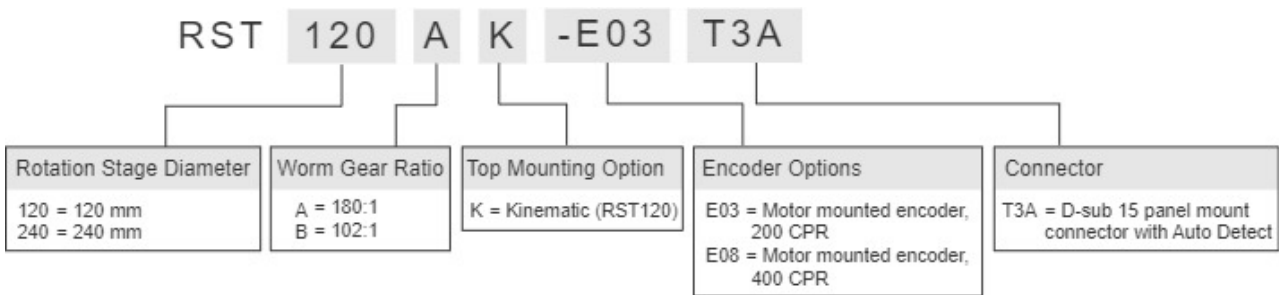 RST 120 A K -E03 T3A
Rotation Stage Diameter
120 = 120 mm
240 = 240 mm
Worm Gear Ratio
A = 180:1
B = 102:1
Top Mounting Option
K = Kinematic (RST120)
Encoder Options
E03 = Motor mounted encoder,
200 CPR
E08 = Motor mounted encoder,
400 CPR
Connector
T3A = D-sub 15 panel mount
connector with Auto Detect